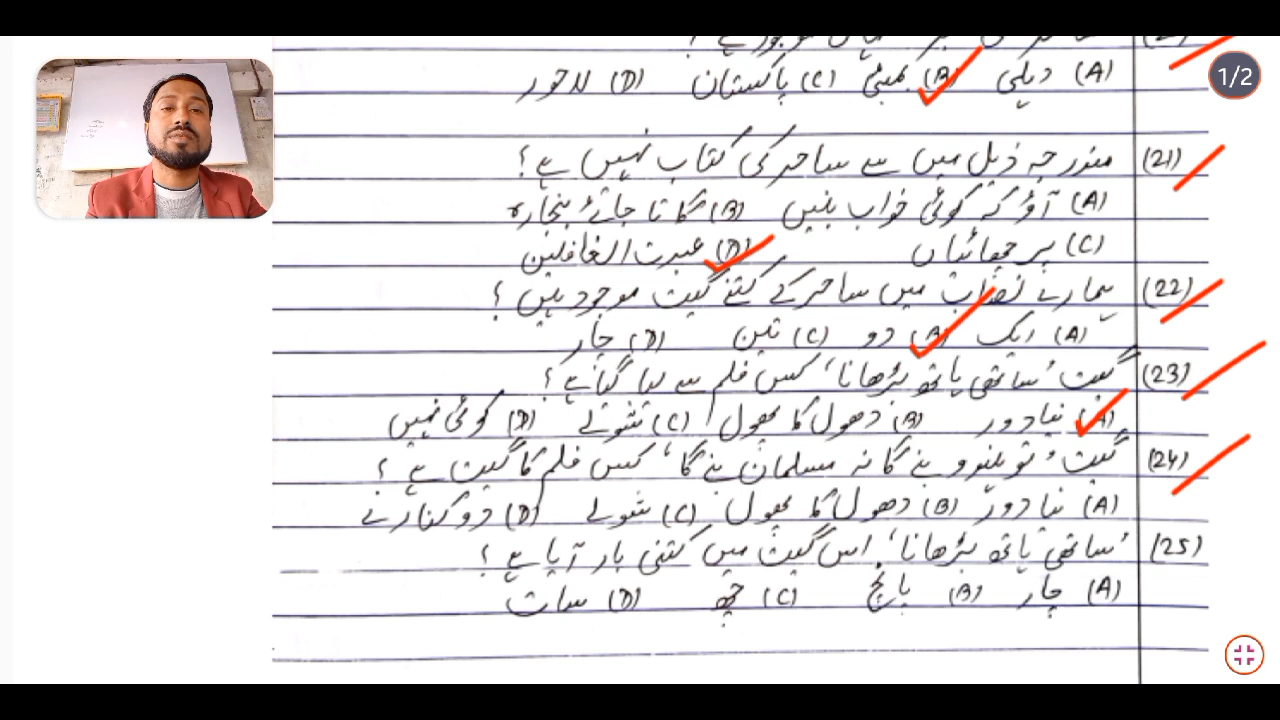 1/2
(A) دہلی (B) بمبئی (C) پاکستان (D) لاہور
(21) مندرجہ ذیل میں سے ساحر کی کتاب نہیں ہے؟
(A) آؤ کہ کوئی خواب بنیں (B) گاتا جائے بنجارہ
(C) پرچھائیاں (D) عبرت الغافلین
(22) ہمارے نصاب میں ساحر کے کتنے گیت موجود ہیں؟
(A) ایک (B) دو (C) تین (D) چار
(23) گیت 'ساتھی ہاتھ بڑھانا' کس فلم سے لیا گیا ہے؟
(A) نیا دور (B) دھول کا پھول (C) شولے (D) کوئی نہیں
(24) گیت 'تو ہندو بنے گا نہ مسلمان بنے گا' کس فلم کا گیت ہے؟
(A) نیا دور (B) دھول کا پھول (C) شولے (D) دو کنارے
(25) 'ساتھی ہاتھ بڑھانا' اس گیت میں کتنی بار آیا ہے؟
(A) چار (B) پانچ (C) چھ (D) سات